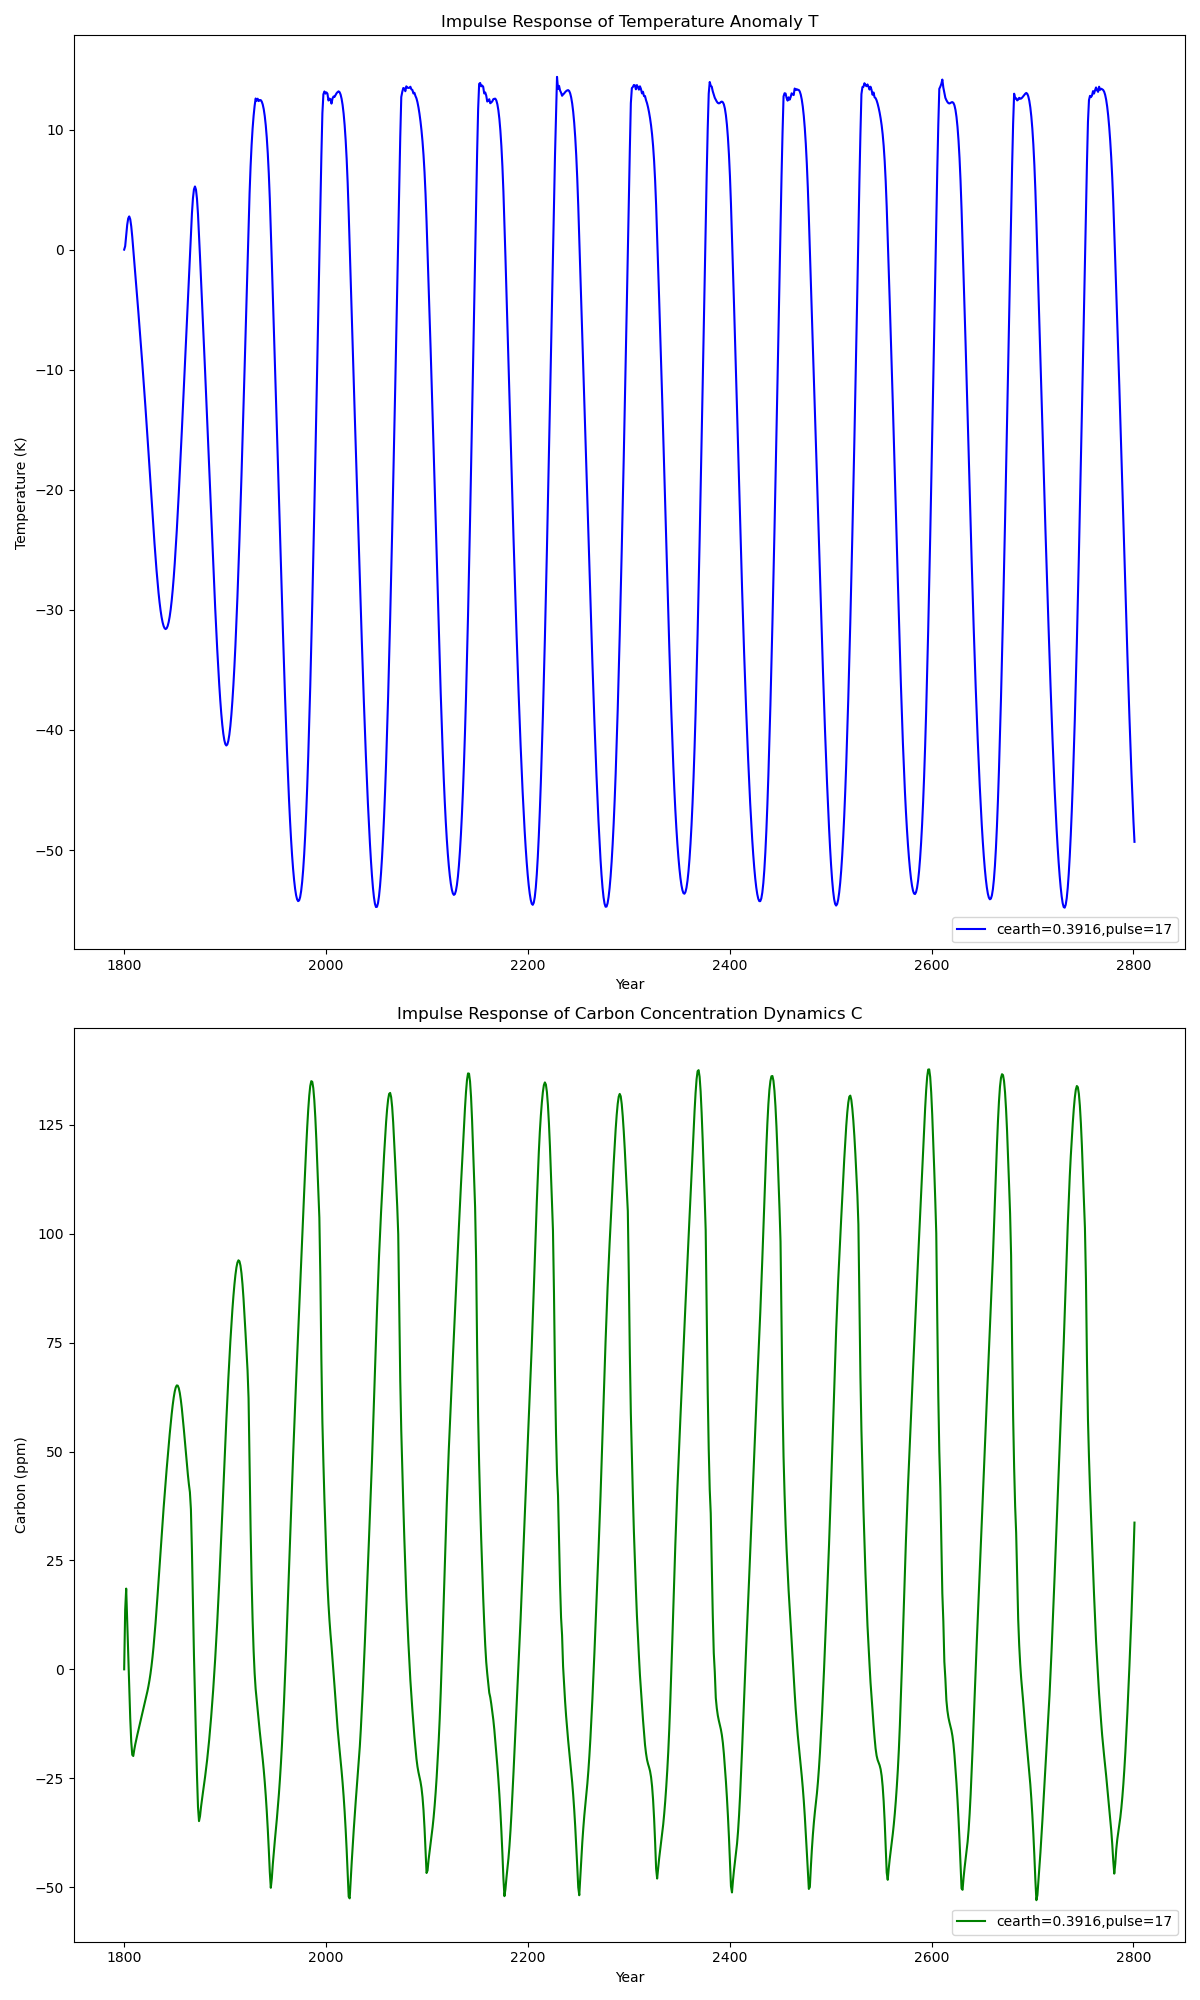 Impulse Response of Temperature Anomaly T
10
0
−10
−20
−30
−40
−50
Temperature (K)
cearth=0.3916,pulse=17
1800 2000 2200 2400 2600 2800
Year
Impulse Response of Carbon Concentration Dynamics C
125
100
75
50
25
0
−25
−50
Carbon (ppm)
cearth=0.3916,pulse=17
1800 2000 2200 2400 2600 2800
Year